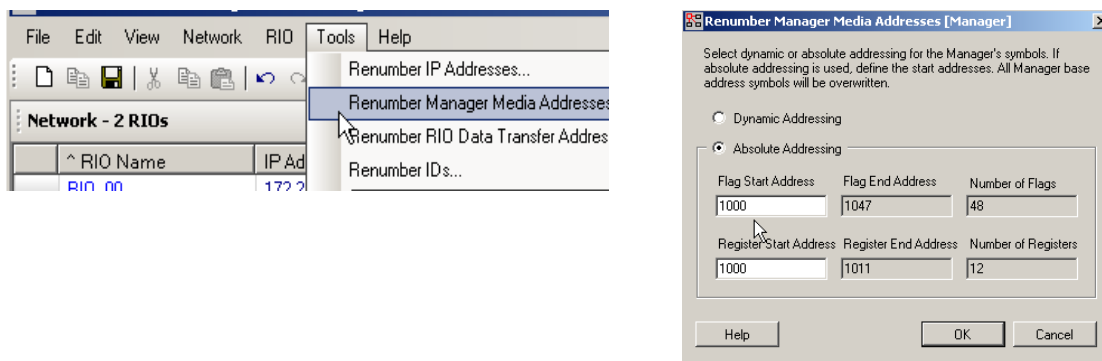 File Edit View Network RIO Tools Help
Renumber IP Addresses...
Renumber Manager Media Addresses
Network - 2 RIOs
Renumber RIO Data Transfer Addres
^ RIO Name IP Ad
Renumber IDs...
RIO_00 172.2
Renumber Manager Media Addresses [Manager]
Select dynamic or absolute addressing for the Manager's symbols. If
absolute addressing is used, define the start addresses. All Manager base
address symbols will be overwritten.
Dynamic Addressing
Absolute Addressing
Flag Start Address Flag End Address Number of Flags
1000 1047 48
Register Start Address Register End Address Number of Registers
1000 1011 12
Help OK Cancel